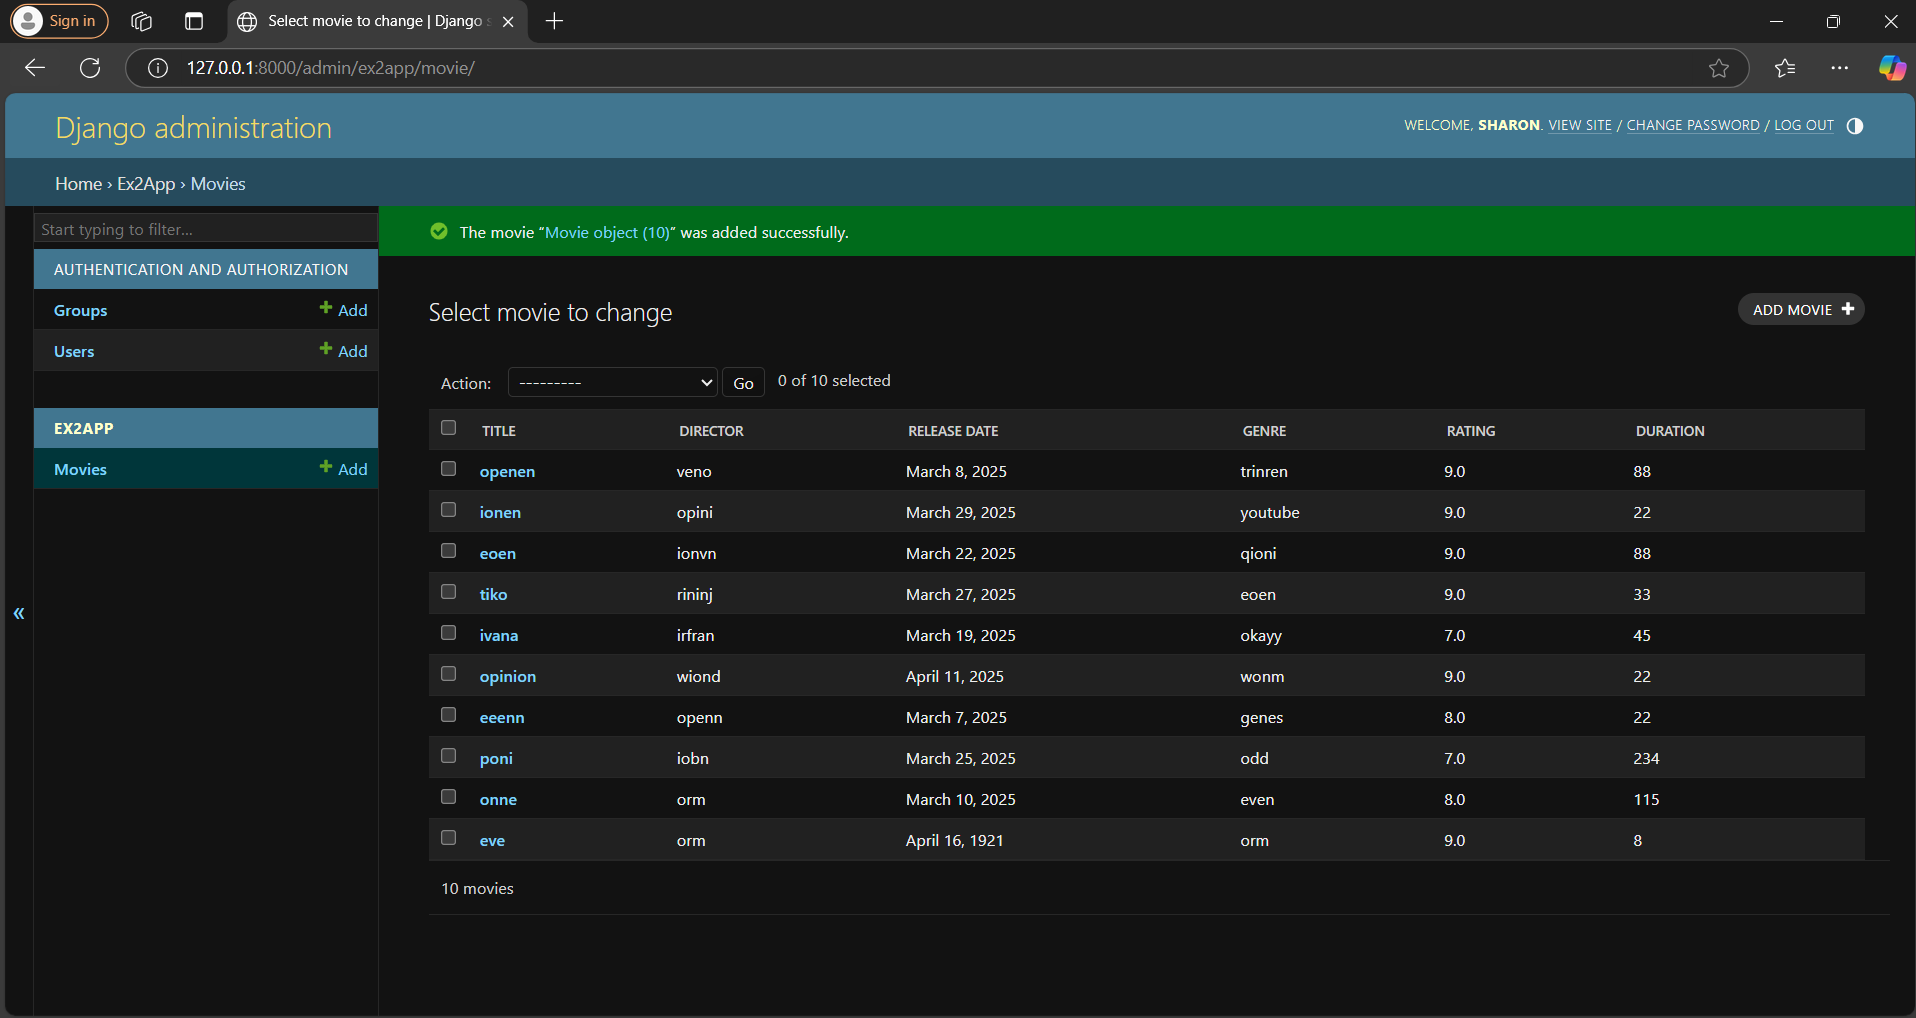 Sign in
Select movie to change | Django s
127.0.0.1:8000/admin/ex2app/movie/
Django administration
WELCOME, SHARON. VIEW SITE / CHANGE PASSWORD / LOG OUT
Home › Ex2App › Movies
Start typing to filter...
AUTHENTICATION AND AUTHORIZATION
Groups Add
Users Add
EX2APP
Movies Add
«
The movie “Movie object (10)” was added successfully.
Select movie to change
ADD MOVIE
Action: --------- Go 0 of 10 selected
TITLE DIRECTOR RELEASE DATE GENRE RATING DURATION
openen veno March 8, 2025 trinren 9.0 88
ionen opini March 29, 2025 youtube 9.0 22
eoen ionvn March 22, 2025 qioni 9.0 88
tiko rininj March 27, 2025 eoen 9.0 33
ivana irfran March 19, 2025 okayy 7.0 45
opinion wiond April 11, 2025 wonm 9.0 22
eeenn openn March 7, 2025 genes 8.0 22
poni iobn March 25, 2025 odd 7.0 234
onne orm March 10, 2025 even 8.0 115
eve orm April 16, 1921 orm 9.0 8
10 movies